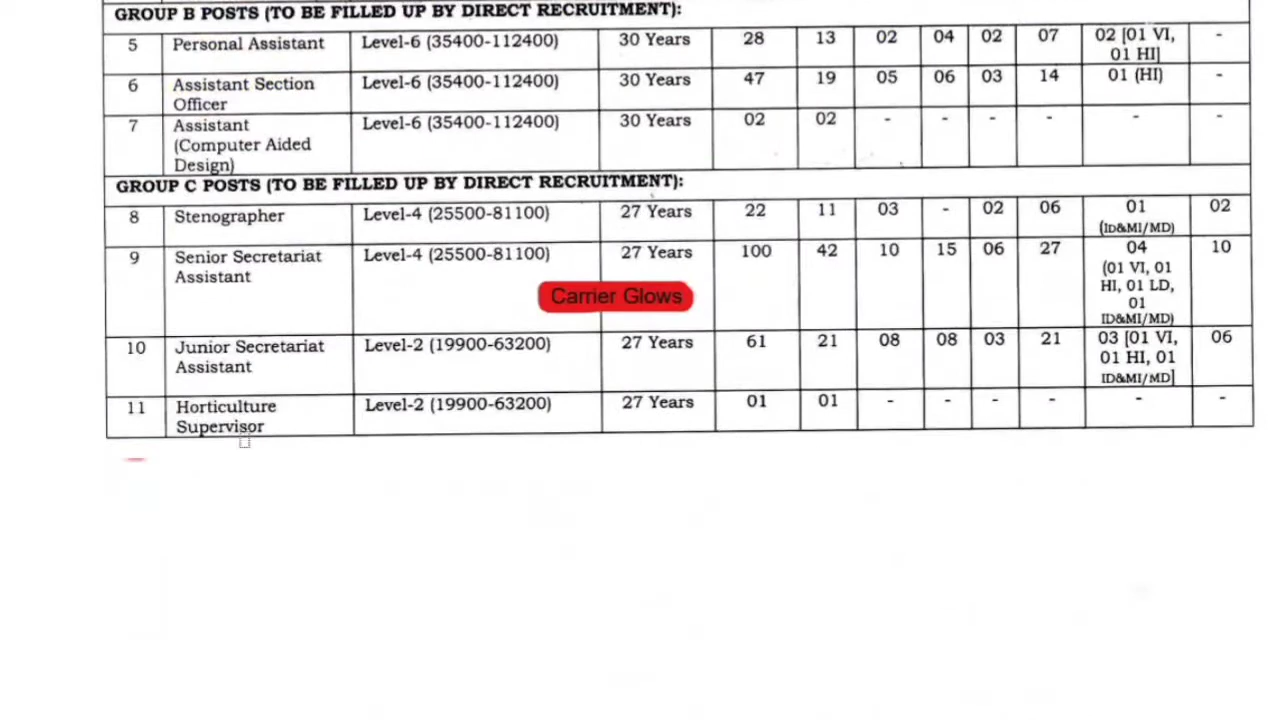 GROUP B POSTS (TO BE FILLED UP BY DIRECT RECRUITMENT):
5 Personal Assistant Level-6 (35400-112400) 30 Years 28 13 02 04 02 07 02 [01 VI, 01 HI] -
6 Assistant Section Officer Level-6 (35400-112400) 30 Years 47 19 05 06 03 14 01 (HI) -
7 Assistant (Computer Aided Design) Level-6 (35400-112400) 30 Years 02 02 - - - - - -
GROUP C POSTS (TO BE FILLED UP BY DIRECT RECRUITMENT):
8 Stenographer Level-4 (25500-81100) 27 Years 22 11 03 - 02 06 01 (ID&MI/MD) 02
9 Senior Secretariat Assistant Level-4 (25500-81100) 27 Years 100 42 10 15 06 27 04 (01 VI, 01 HI, 01 LD, 01 ID&MI/MD) 10
Carrier Glows
10 Junior Secretariat Assistant Level-2 (19900-63200) 27 Years 61 21 08 08 03 21 03 [01 VI, 01 HI, 01 ID&MI/MD] 06
11 Horticulture Supervisor Level-2 (19900-63200) 27 Years 01 01 - - - - - -